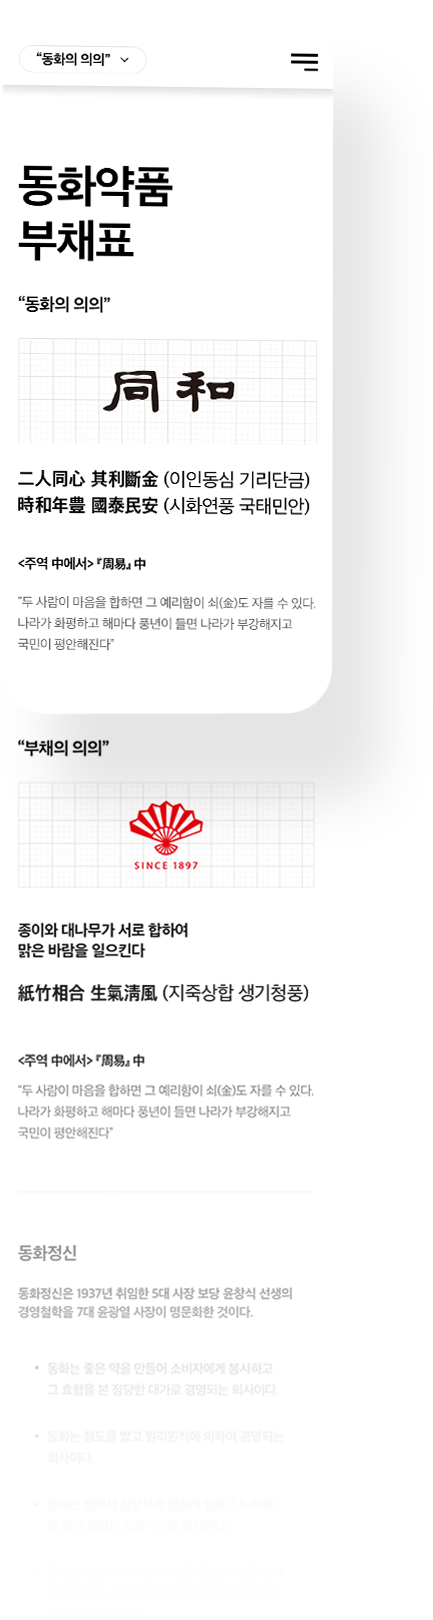 “동화의 의의”
동화약품
부채표
“동화의 의의”
同和
二人同心 其利斷金 (이인동심 기리단금)
時和年豊 國泰民安 (시화연풍 국태민안)
<주역 中에서>『周易』中
“두 사람이 마음을 합하면 그 예리함이 쇠(金)도 자를 수 있다.
나라가 화평하고 해마다 풍년이 들면 나라가 부강해지고
국민이 평안해진다”
“부채의 의의”
SINCE 1897
종이와 대나무가 서로 합하여
맑은 바람을 일으킨다
紙竹相合 生氣淸風 (지죽상합 생기청풍)
<주역 中에서>『周易』中
“두 사람이 마음을 합하면 그 예리함이 쇠(金)도 자를 수 있다.
나라가 화평하고 해마다 풍년이 들면 나라가 부강해지고
국민이 평안해진다”
동화정신
동화정신은 1937년 취임한 5대 사장 보당 윤창식 선생의
경영철학을 7대 윤광열 사장이 명문화한 것이다.
• 동화는 좋은 약을 만들어 소비자에게 봉사하고
그 효험을 본 정당한 대가로 경영되는 회사이다.
• 동화는 정도를 밟고 원리원칙에 의하여 경영되는
회사이다.